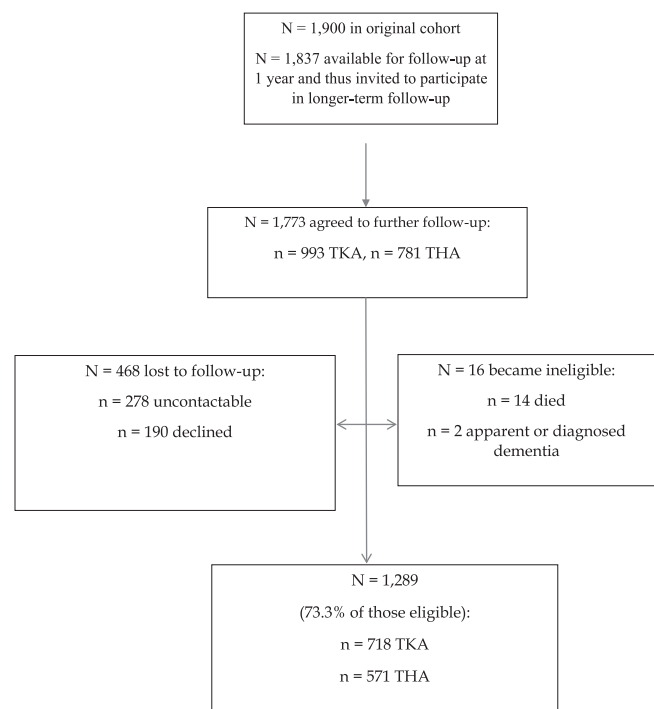 N = 1,900 in original cohort
N = 1,837 available for follow-up at
1 year and thus invited to participate
in longer-term follow-up
N = 1,773 agreed to further follow-up:
n = 993 TKA, n = 781 THA
N = 468 lost to follow-up:
n = 278 uncontactable
n = 190 declined
N = 16 became ineligible:
n = 14 died
n = 2 apparent or diagnosed
dementia
N = 1,289
(73.3% of those eligible):
n = 718 TKA
n = 571 THA